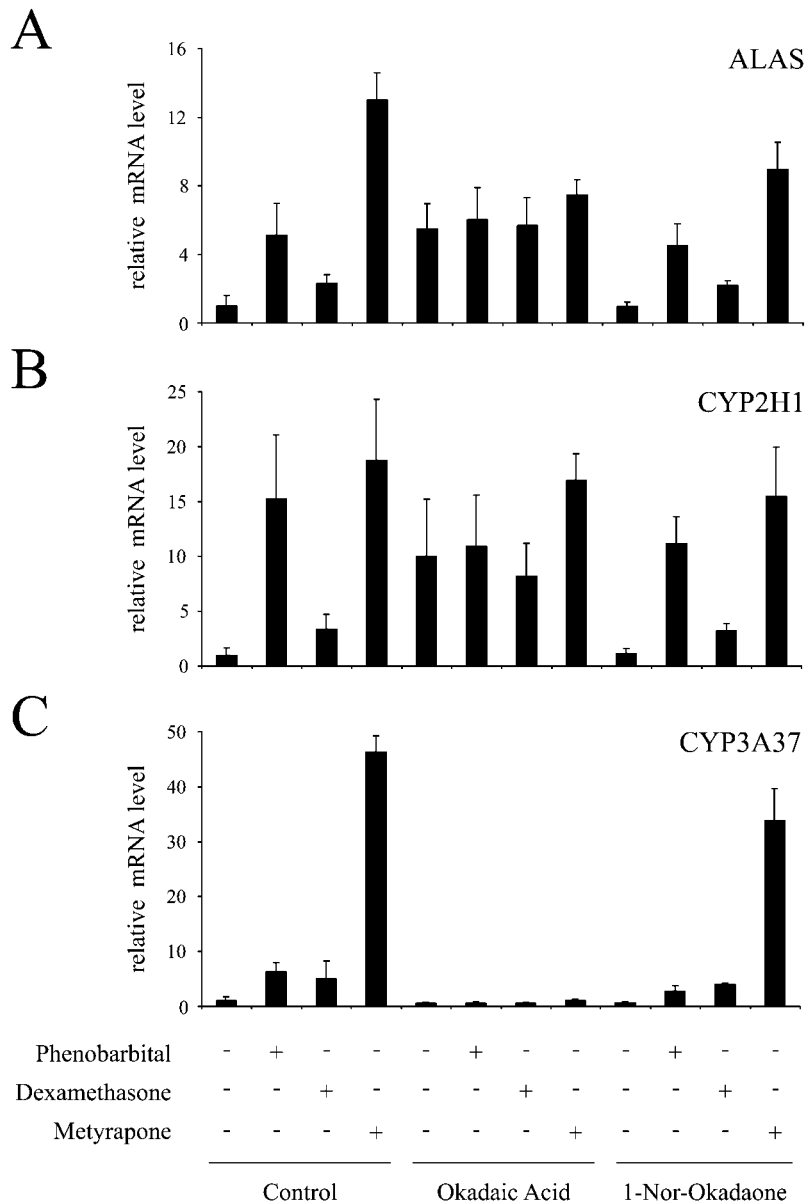 A
ALAS
relative mRNA level
16
12
8
4
0
B
CYP2H1
relative mRNA level
25
20
15
10
5
0
C
CYP3A37
relative mRNA level
50
40
30
20
10
0
Phenobarbital - + - - - + - - - + - -
Dexamethasone - - + - - - + - - - + -
Metyrapone - - - + - - - + - - - +
Control Okadaic Acid 1-Nor-Okadaone